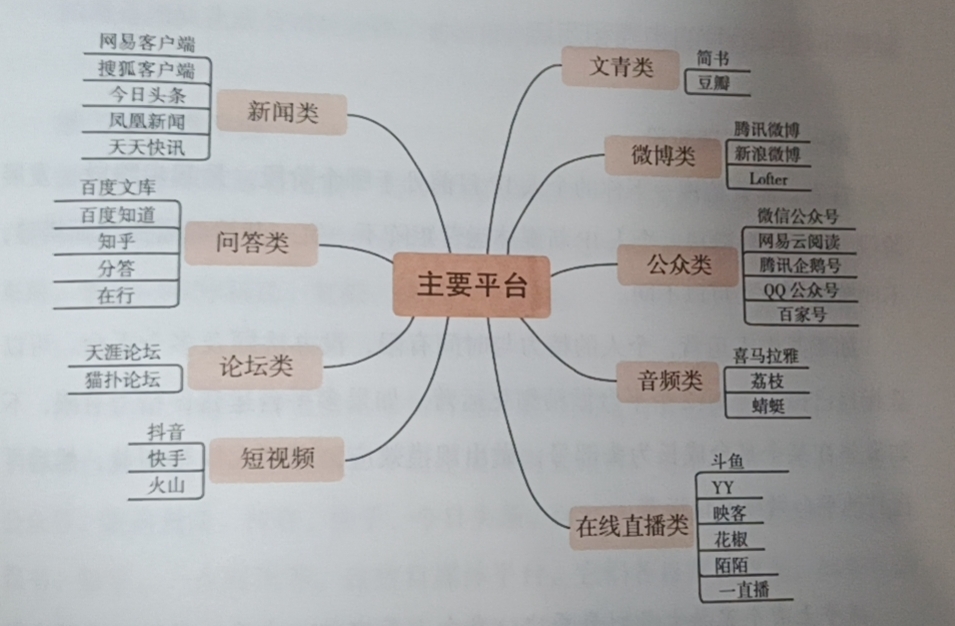 主要平台
新闻类
网易客户端
搜狐客户端
今日头条
凤凰新闻
天天快讯
问答类
百度文库
百度知道
知乎
分答
在行
论坛类
天涯论坛
猫扑论坛
短视频
抖音
快手
火山
文青类
简书
豆瓣
微博类
腾讯微博
新浪微博
Lofter
公众类
微信公众号
网易云阅读
腾讯企鹅号
QQ公众号
百家号
音频类
喜马拉雅
荔枝
蜻蜓
在线直播类
斗鱼
YY
映客
花椒
陌陌
一直播